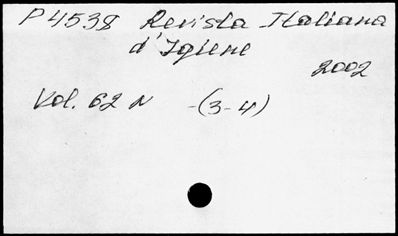 P4538 Revista Italiana
d'Igiene
2002
Vol. 62 N -(3-4)